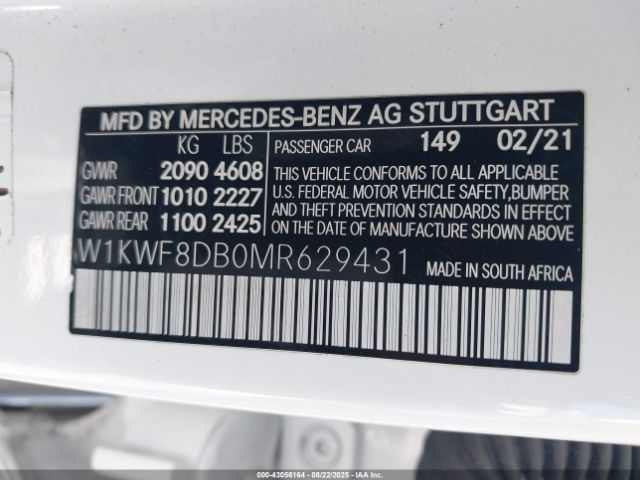 MFD BY MERCEDES-BENZ AG STUTTGART
KG LBS
GVWR 2090 4608
GAWR FRONT 1010 2227
GAWR REAR 1100 2425
PASSENGER CAR 149 02/21
THIS VEHICLE CONFORMS TO ALL APPLICABLE
U.S. FEDERAL MOTOR VEHICLE SAFETY, BUMPER
AND THEFT PREVENTION STANDARDS IN EFFECT
ON THE DATE OF MANUFACTURE SHOWN ABOVE.
W1KWF8DB0MR629431 MADE IN SOUTH AFRICA
000-43056164 - 08/22/2025 - IAA Inc.